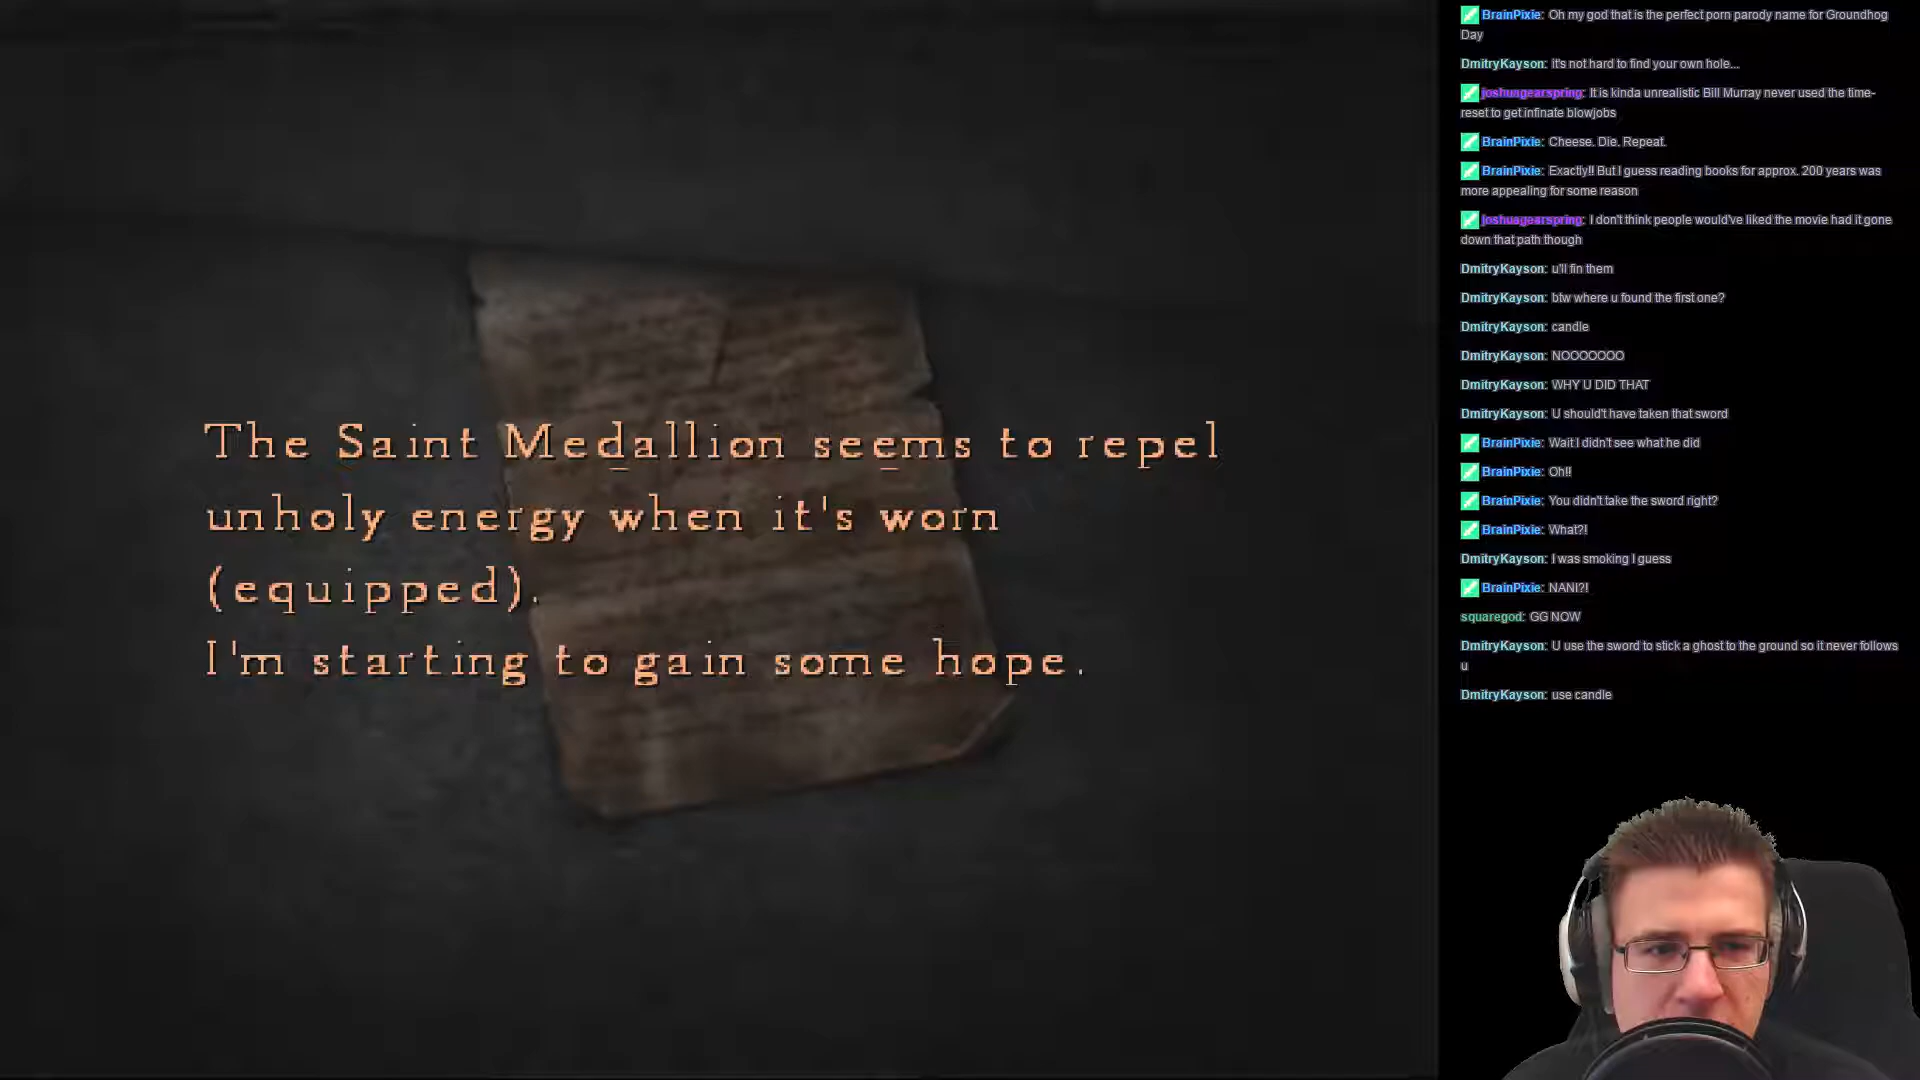 The Saint Medallion seems to repel
unholy energy when it's worn
(equipped).
I'm starting to gain some hope.
BrainPixie: Oh my god that is the perfect porn parody name for Groundhog
Day
DmitryKayson: it's not hard to find your own hole...
joshuagearspring: It is kinda unrealistic Bill Murray never used the time-
reset to get infinate blowjobs
BrainPixie: Cheese. Die. Repeat.
BrainPixie: Exactly!! But I guess reading books for approx. 200 years was
more appealing for some reason
joshuagearspring: I don't think people would've liked the movie had it gone
down that path though
DmitryKayson: u'll fin them
DmitryKayson: btw where u found the first one?
DmitryKayson: candle
DmitryKayson: NOOOOOOO
DmitryKayson: WHY U DID THAT
DmitryKayson: U should't have taken that sword
BrainPixie: Wait I didn't see what he did
BrainPixie: Oh!!
BrainPixie: You didn't take the sword right?
BrainPixie: What?!
DmitryKayson: I was smoking I guess
BrainPixie: NANI?!
squaregod: GG NOW
DmitryKayson: U use the sword to stick a ghost to the ground so it never follows
u
DmitryKayson: use candle